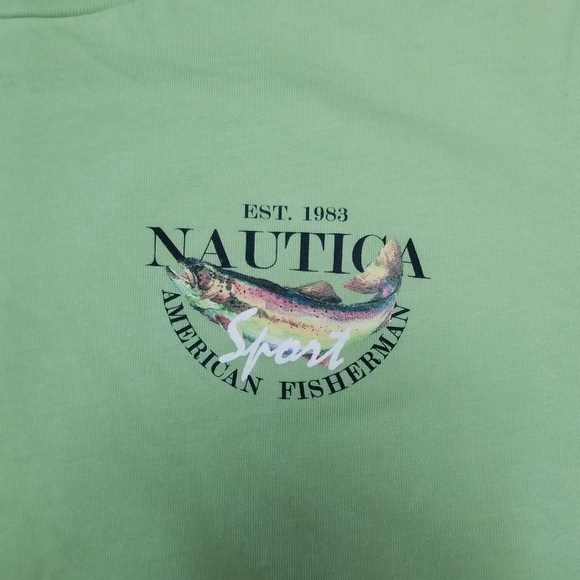 EST. 1983
NAUTICA
Sport
AMERICAN FISHERMAN